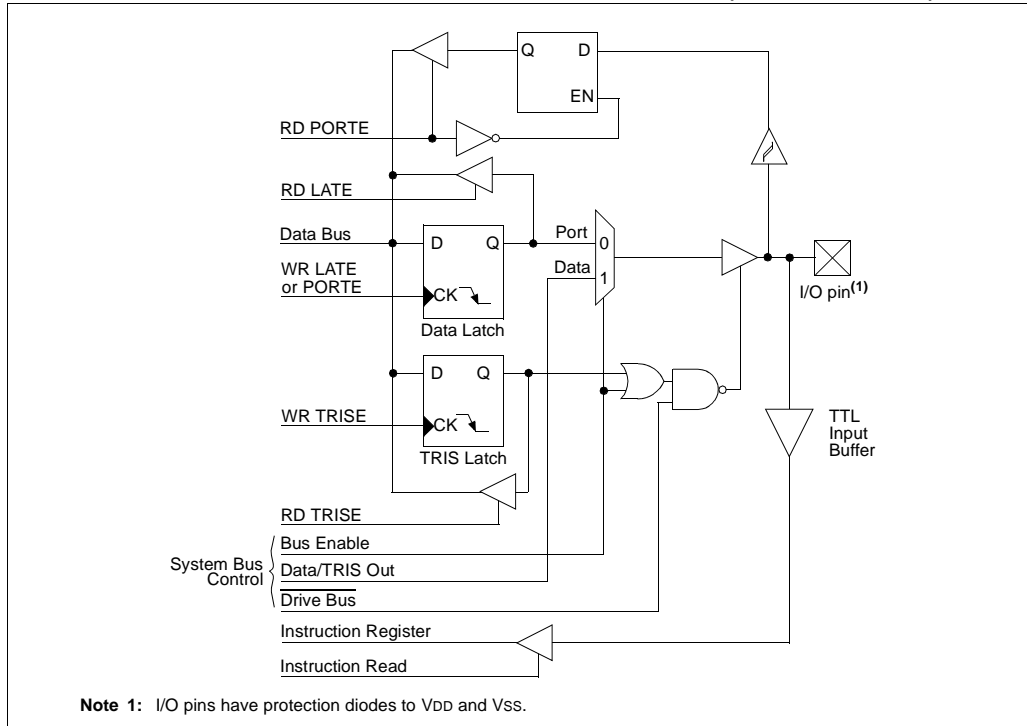 Q D
EN
RD PORTE
RD LATE
Data Bus
D Q
Port
0
WR LATE
or PORTE
Data
1
CK
I/O pin(1)
Data Latch
D Q
WR TRISE
CK
TTL
Input
Buffer
TRIS Latch
RD TRISE
System Bus
Control
Bus Enable
Data/TRIS Out
Drive Bus
Instruction Register
Instruction Read
Note 1: I/O pins have protection diodes to VDD and VSS.